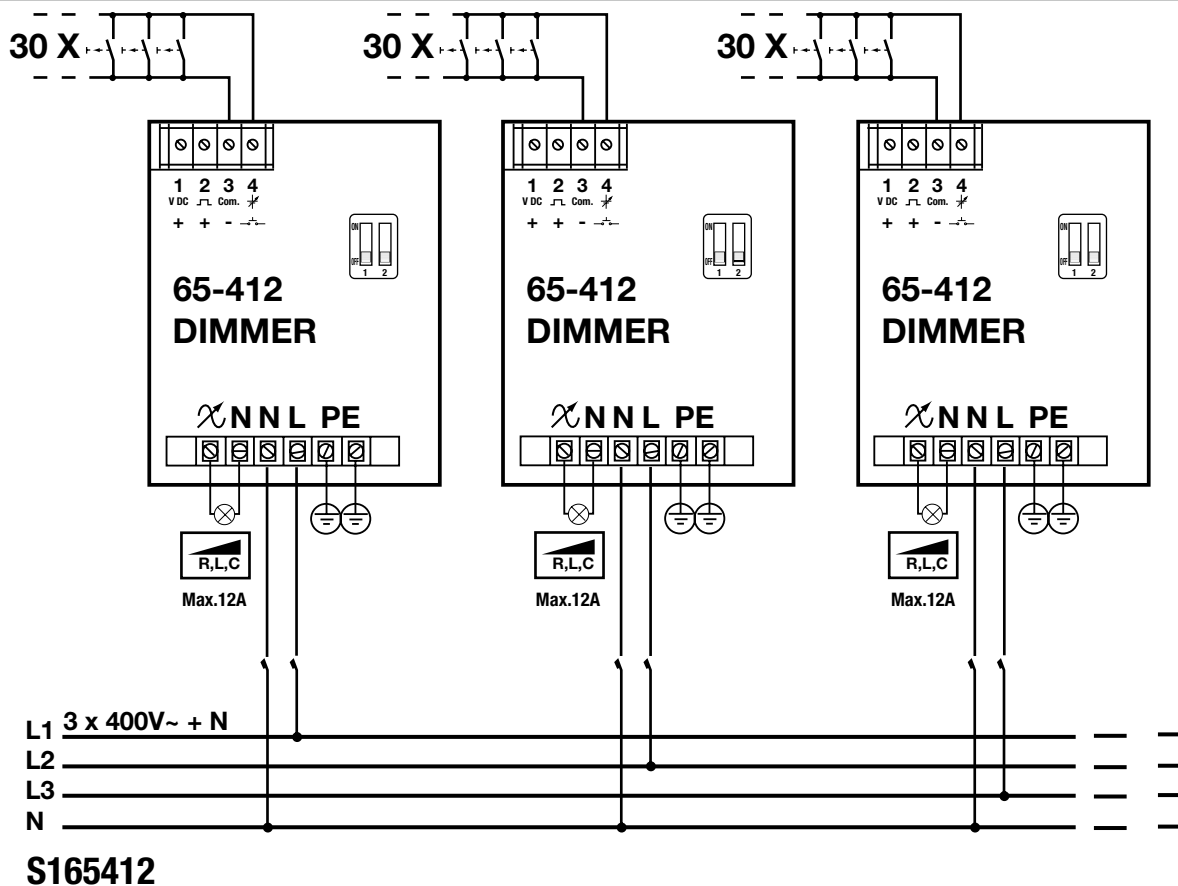 30 X 30 X 30 X
1 2 3 4 1 2 3 4 1 2 3 4
V DC Com. V DC Com. V DC Com.
+ + - + + - + + -
ON ON ON
OFF OFF OFF
1 2 1 2 1 2
65-412 65-412 65-412
DIMMER DIMMER DIMMER
N N L PE N N L PE N N L PE
R,L,C R,L,C R,L,C
Max.12A Max.12A Max.12A
L1 3 x 400V~ + N
L2
L3
N
S165412